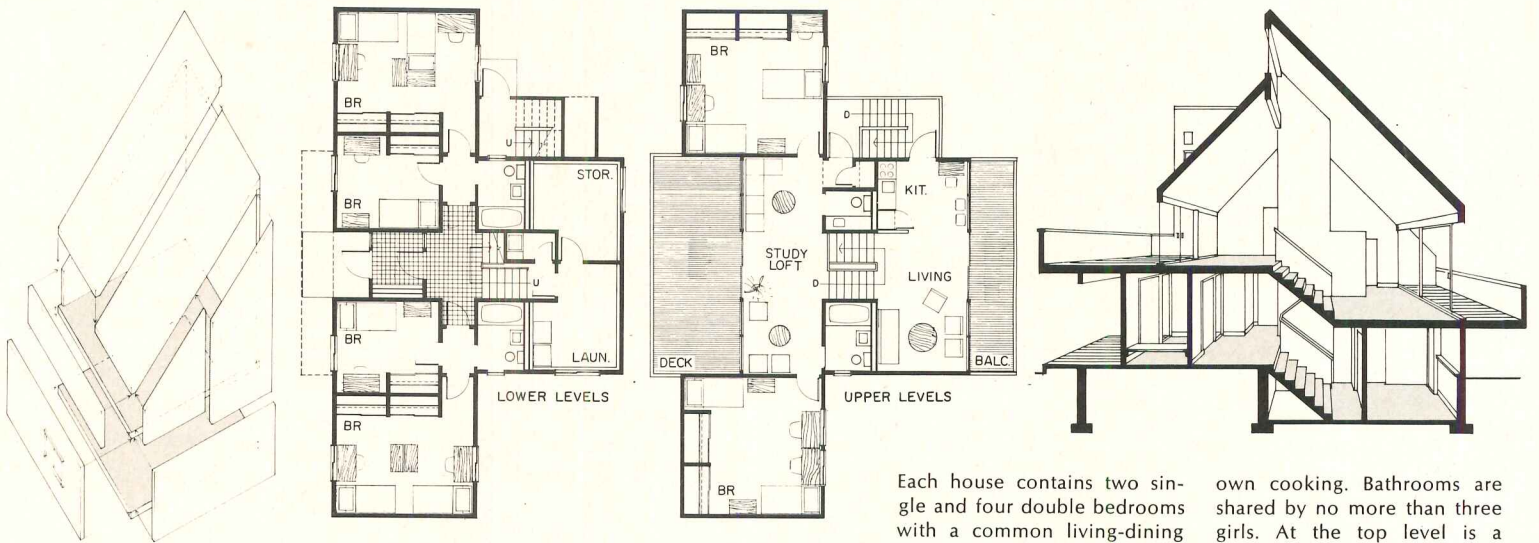 BR
BR
U
STOR.
U
BR
LAUN.
BR
LOWER LEVELS
BR
D
KIT.
STUDY
LOFT
LIVING
D
DECK
BALC.
UPPER LEVELS
BR
Each house contains two sin-
gle and four double bedrooms
with a common living-dining
own cooking. Bathrooms are
shared by no more than three
girls. At the top level is a